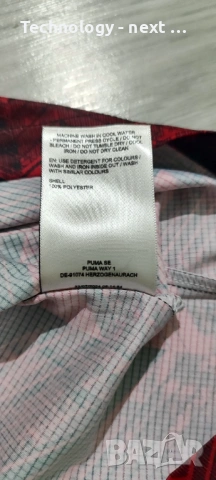 Technology - next ...
MACHINE WASH IN COOL WATER
/ PERMANENT PRESS CYCLE / DO NOT
BLEACH / DO NOT TUMBLE DRY / COOL
IRON / DO NOT DRY CLEAN
EN: USE DETERGENT FOR COLOURS /
WASH AND IRON INSIDE OUT / WASH
WITH SIMILAR COLOURS
SHELL
100% POLYESTER
PUMA SE
PUMA WAY 1
DE-91074 HERZOGENAURACH
BAZAR.BG